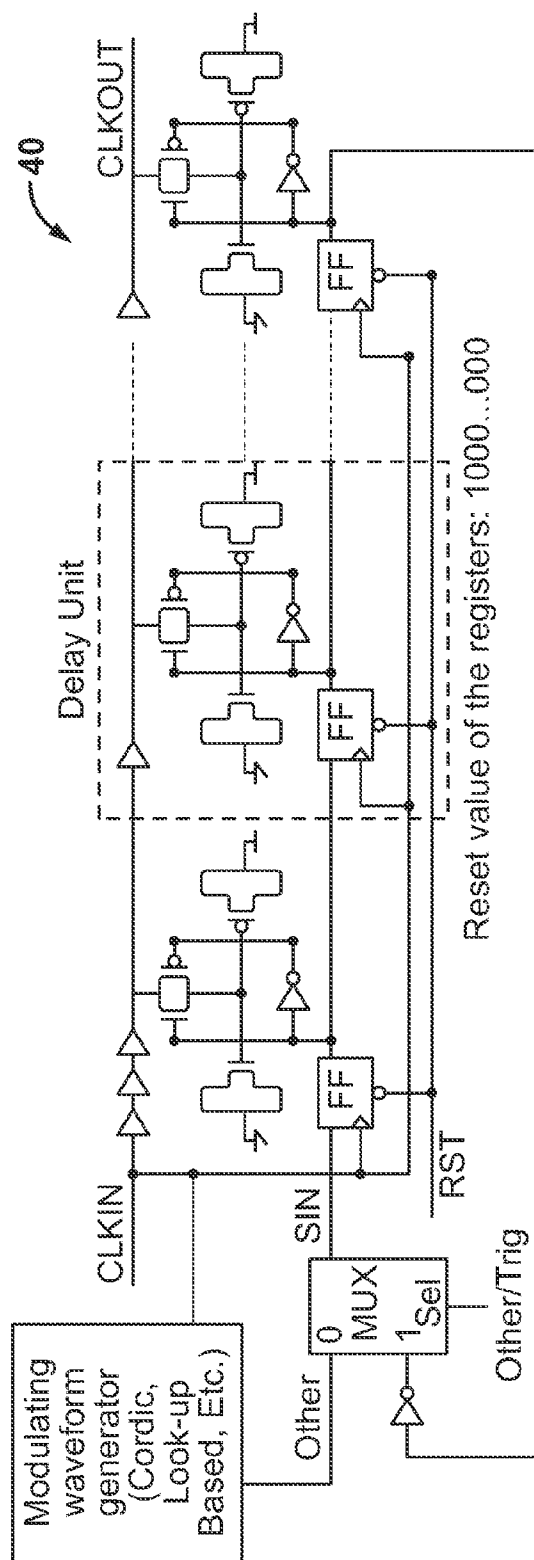 Modulating
waveform
generator
(Cordic,
Look-up
Based, Etc.)
CLKIN
CLKOUT
40
Delay Unit
Other
0
MUX
1
Sel
Other/Trig
SIN
RST
FF
FF
FF
Reset value of the registers: 1000...000